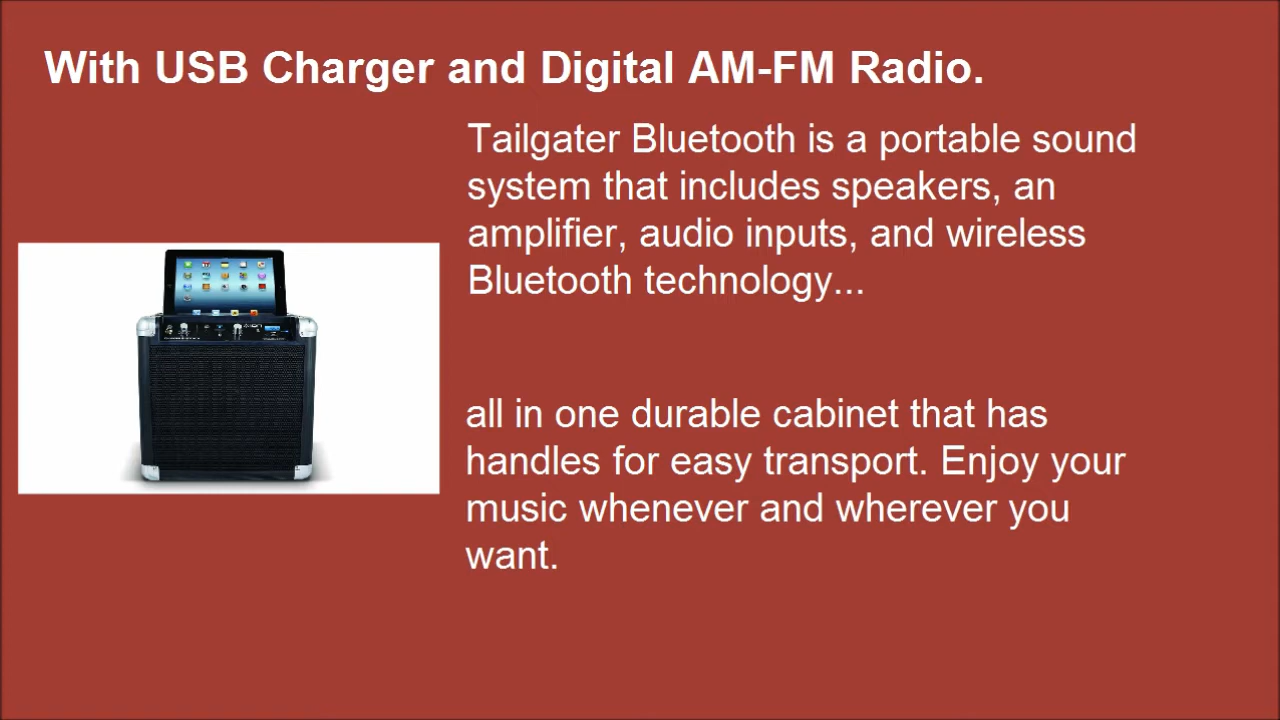 With USB Charger and Digital AM-FM Radio.
Tailgater Bluetooth is a portable sound
system that includes speakers, an
amplifier, audio inputs, and wireless
Bluetooth technology...
all in one durable cabinet that has
handles for easy transport. Enjoy your
music whenever and wherever you
want.